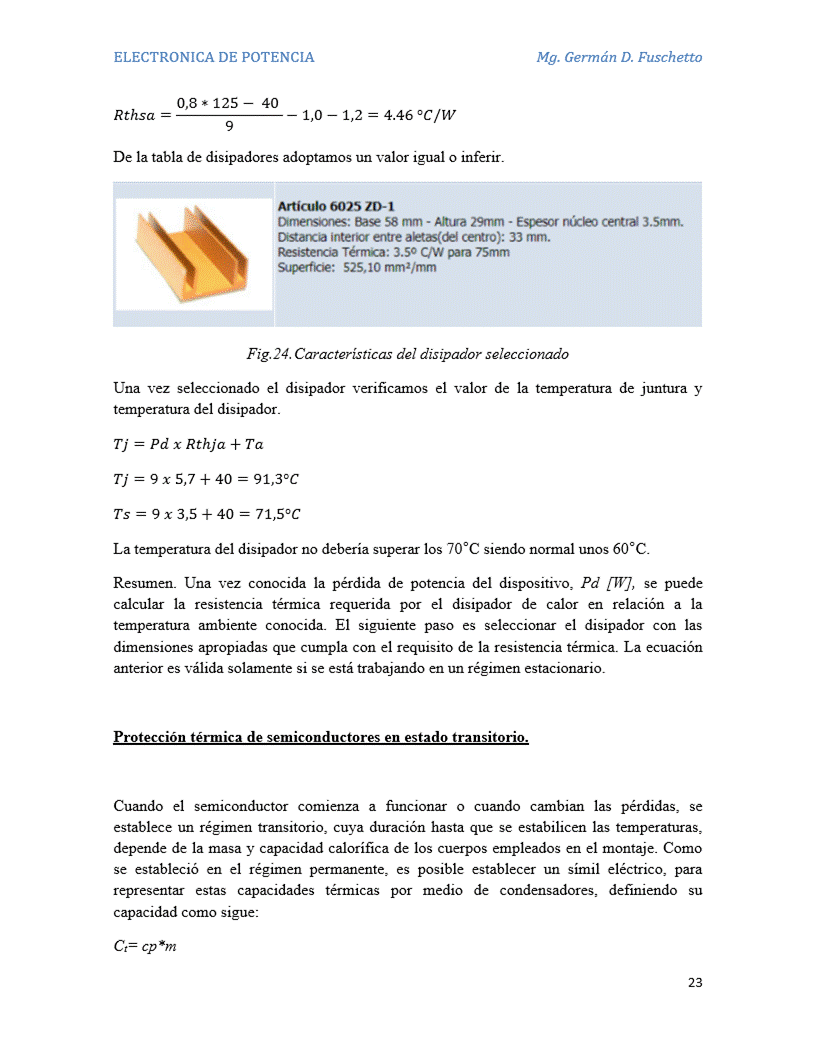 ELECTRONICA DE POTENCIA Mg. Germán D. Fuschetto
Rthsa = (0,8 * 125 − 40)/9 − 1,0 − 1,2 = 4.46 °C/W
De la tabla de disipadores adoptamos un valor igual o inferir.
Artículo 6025 ZD-1
Dimensiones: Base 58 mm - Altura 29mm - Espesor núcleo central 3.5mm.
Distancia interior entre aletas(del centro): 33 mm.
Resistencia Térmica: 3.5º C/W para 75mm
Superficie: 525,10 mm²/mm
Fig.24. Características del disipador seleccionado
Una vez seleccionado el disipador verificamos el valor de la temperatura de juntura y
temperatura del disipador.
Tj = Pd x Rthja + Ta
Tj = 9 x 5,7 + 40 = 91,3°C
Ts = 9 x 3,5 + 40 = 71,5°C
La temperatura del disipador no debería superar los 70°C siendo normal unos 60°C.
Resumen. Una vez conocida la pérdida de potencia del dispositivo, Pd [W], se puede
calcular la resistencia térmica requerida por el disipador de calor en relación a la
temperatura ambiente conocida. El siguiente paso es seleccionar el disipador con las
dimensiones apropiadas que cumpla con el requisito de la resistencia térmica. La ecuación
anterior es válida solamente si se está trabajando en un régimen estacionario.
Protección térmica de semiconductores en estado transitorio.
Cuando el semiconductor comienza a funcionar o cuando cambian las pérdidas, se
establece un régimen transitorio, cuya duración hasta que se estabilicen las temperaturas,
depende de la masa y capacidad calorífica de los cuerpos empleados en el montaje. Como
se estableció en el régimen permanente, es posible establecer un símil eléctrico, para
representar estas capacidades térmicas por medio de condensadores, definiendo su
capacidad como sigue:
Ct= cp*m
23